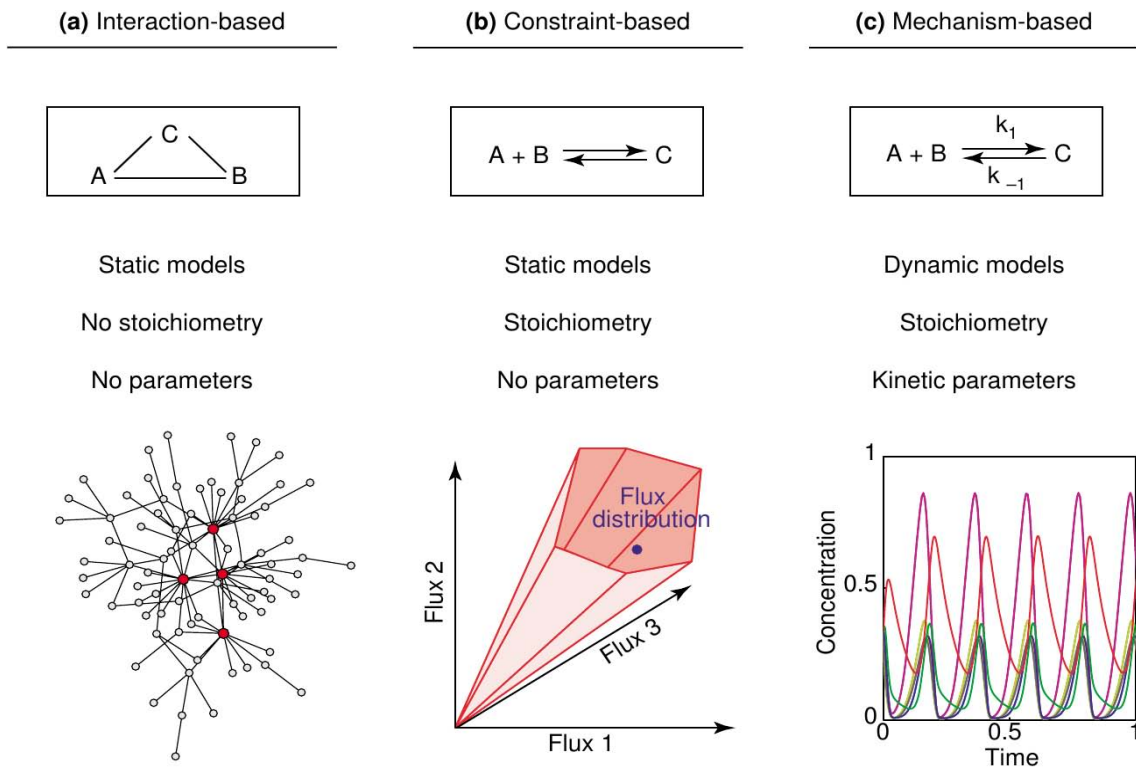 (a) Interaction-based
C
A B
Static models
No stoichiometry
No parameters
(b) Constraint-based
A + B C
Static models
Stoichiometry
No parameters
Flux 2
Flux
distribution
Flux 3
Flux 1
(c) Mechanism-based
k1
A + B C
k−1
Dynamic models
Stoichiometry
Kinetic parameters
1
Concentration
0.5
0
0.5
1
Time